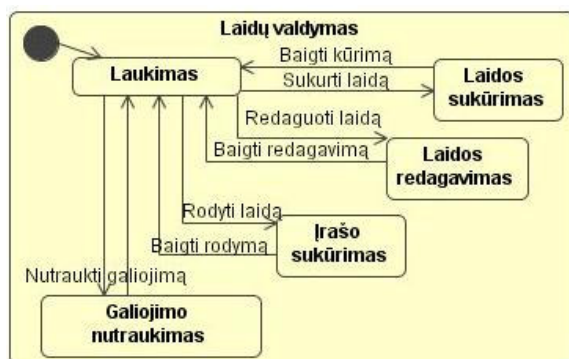 Laidų valdymas
Baigti kūrimą
Laukimas
Sukurti laidą
Laidos
sukūrimas
Redaguoti laidą
Baigti redagavimą
Laidos
redagavimas
Rodyti laidą
Baigti rodymą
Įrašo
sukūrimas
Nutraukti galiojimą
Galiojimo
nutraukimas